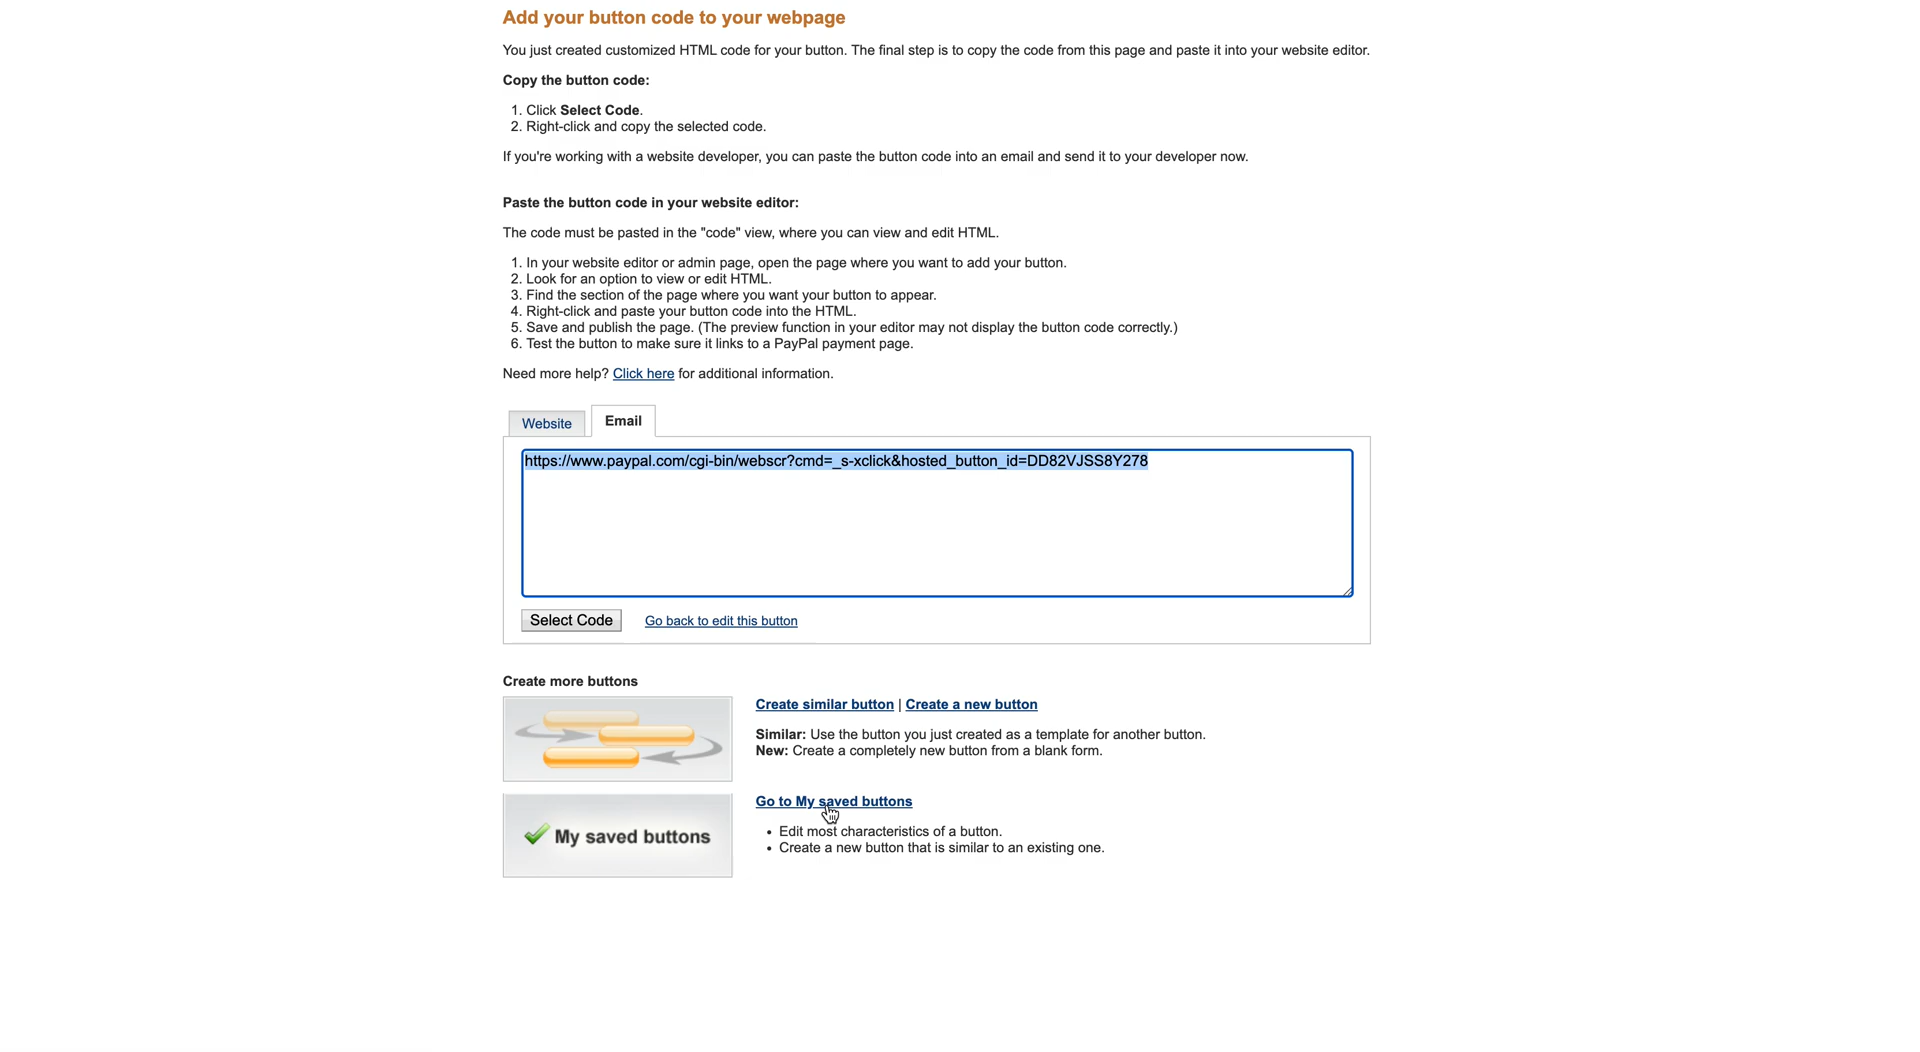 Add your button code to your webpage
You just created customized HTML code for your button. The final step is to copy the code from this page and paste it into your website editor.
Copy the button code:
1. Click Select Code.
2. Right-click and copy the selected code.
If you're working with a website developer, you can paste the button code into an email and send it to your developer now.
Paste the button code in your website editor:
The code must be pasted in the "code" view, where you can view and edit HTML.
1. In your website editor or admin page, open the page where you want to add your button.
2. Look for an option to view or edit HTML.
3. Find the section of the page where you want your button to appear.
4. Right-click and paste your button code into the HTML.
5. Save and publish the page. (The preview function in your editor may not display the button code correctly.)
6. Test the button to make sure it links to a PayPal payment page.
Need more help? Click here for additional information.
Website Email
https://www.paypal.com/cgi-bin/webscr?cmd=_s-xclick&hosted_button_id=DD82VJSS8Y278
Select Code Go back to edit this button
Create more buttons
Create similar button | Create a new button
Similar: Use the button you just created as a template for another button.
New: Create a completely new button from a blank form.
Go to My saved buttons
My saved buttons
• Edit most characteristics of a button.
• Create a new button that is similar to an existing one.